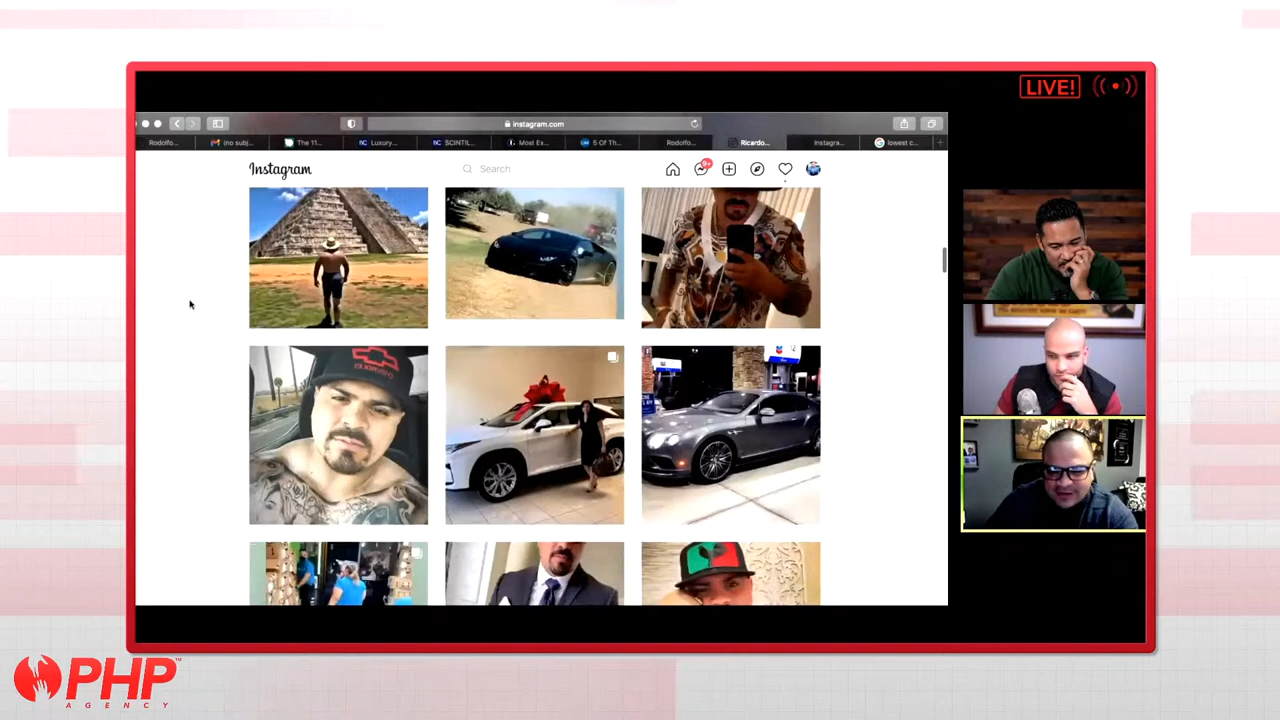 LIVE!
instagram.com
Rodolfo...
(no subj...
The 11...
Luxury...
SCINTIL...
Most Ex...
5 Of Th...
Rodolfo...
Ricardo...
Instagra...
lowest c...
Instagram
Search
9+
PHP
AGENCY